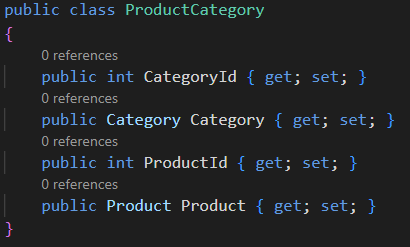 public class ProductCategory
{
0 references
public int CategoryId { get; set; }
0 references
public Category Category { get; set; }
0 references
public int ProductId { get; set; }
0 references
public Product Product { get; set; }
}